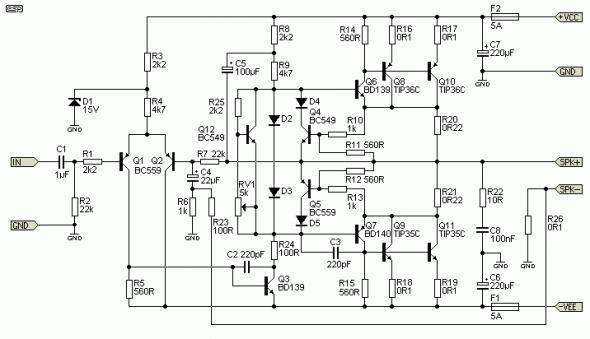 ESP
R3
2k2
R8
2k2
R14
560R
R16
0R1
R17
0R1
F2
5A
+VCC
C5
100µF
C7
220µF
R9
4k7
Q6
BD139
Q8
TIP36C
Q10
TIP36C
GND
D1
15V
GND
R4
4k7
R25
2k2
D4
Q4
BC549
GND
Q12
BC549
D2
R10
1k
R20
0R22
R11 560R
IN
C1
1µF
R1
2k2
Q1
Q2
BC559
R7 22k
SPK+
C4
22µF
R12 560R
SPK-
RV1
5k
D3
Q5
BC559
R13
1k
R21
0R22
R22
10R
R2
22k
R6
1k
R23
100R
D5
R26
0R1
GND
GND
GND
Q7
BD140
Q9
TIP35C
Q11
TIP35C
C8
100nF
R24
100R
C3
220pF
C2 220pF
GND
Q3
BD139
C6
220µF
R5
560R
R15
560R
R18
0R1
R19
0R1
F1
5A
-VEE